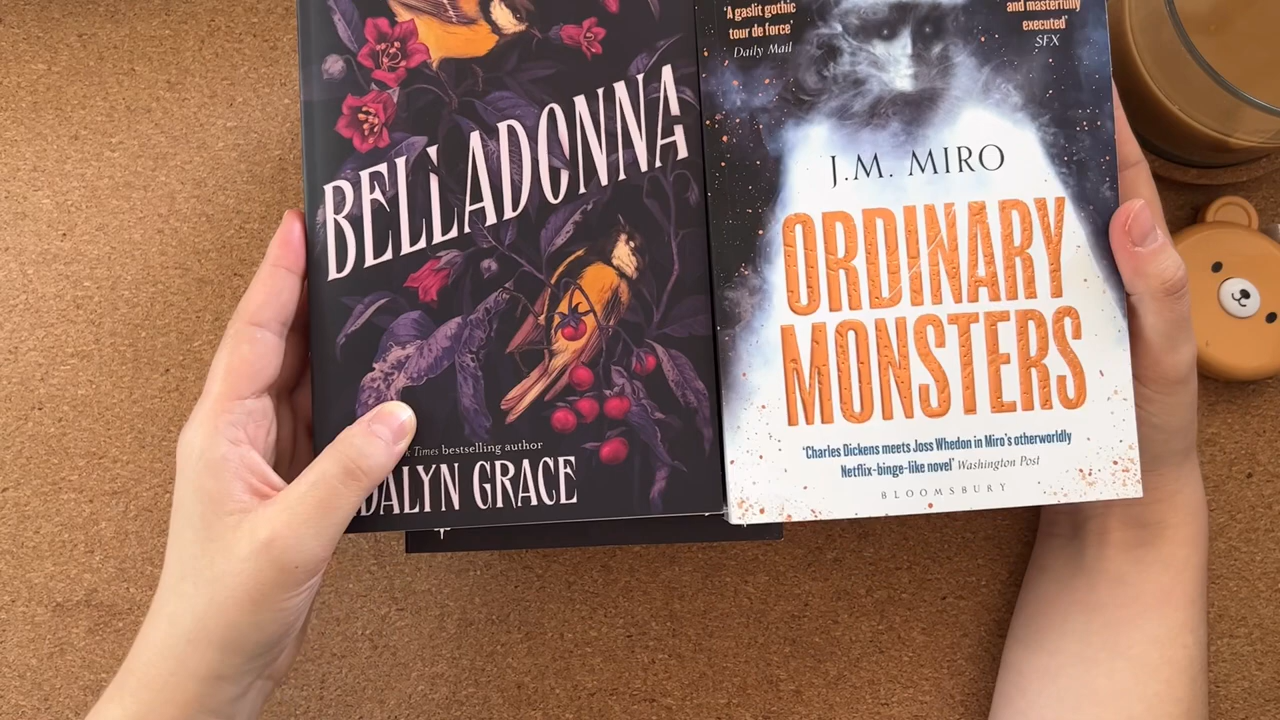 BELLADONNA
Times bestselling author
DALYN GRACE
'A gaslit gothic
tour de force'
Daily Mail
and masterfully
executed'
SFX
J.M. MIRO
ORDINARY
MONSTERS
'Charles Dickens meets Joss Whedon in Miro's otherworldly
Netflix-binge-like novel' Washington Post
BLOOMSBURY